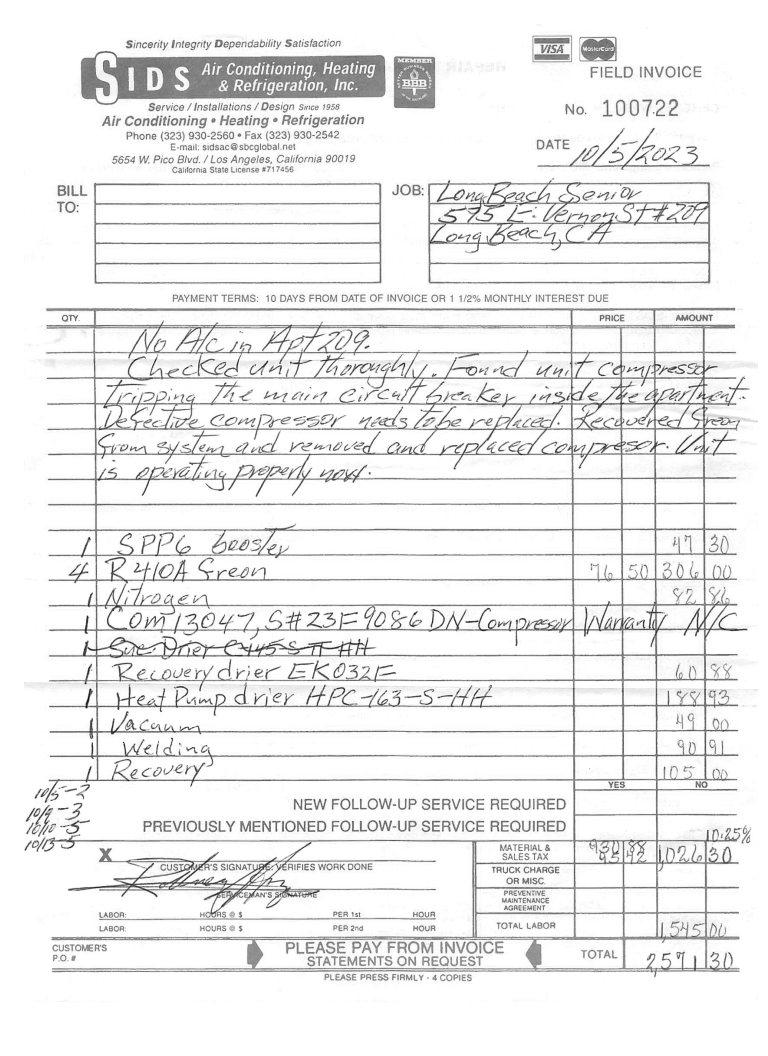 Sincerity Integrity Dependability Satisfaction
SIDS Air Conditioning, Heating
& Refrigeration, Inc.
MEMBER
BBB
VISA MasterCard
FIELD INVOICE
Service / Installations / Design Since 1958
Air Conditioning • Heating • Refrigeration
No. 100722
Phone (323) 930-2560 • Fax (323) 930-2542
E-mail: sidsac@sbcglobal.net
DATE 10/5/2023
5654 W. Pico Blvd. / Los Angeles, California 90019
California State License #717456
BILL TO:
JOB: Long Beach Senior
575 E. Vernon St #209
Long Beach, CA
PAYMENT TERMS: 10 DAYS FROM DATE OF INVOICE OR 1 1/2% MONTHLY INTEREST DUE
QTY. PRICE AMOUNT
No A/C in Apt 209.
Checked unit thoroughly. Found unit compressor
tripping the main circuit breaker inside the apartment.
Defective compressor needs to be replaced. Recovered freon
from system and removed and replaced compresor. Unit
is operating properly now.
1 SPP6 booster 47 30
4 R410A freon 76 50 306 00
1 Nitrogen 82 86
1 Com 13047, S#23F9086 DN-Compressor Warranty N/C
1 Suc Drier C-445-S-T-HH
1 Recovery drier EK032F 60 88
1 Heat Pump drier HPC-163-S-HH 188 93
1 Vacuum 49 00
1 Welding 90 91
1 Recovery 105 00
YES NO
10/5-2
10/9-3
10/10-5
10/13-5
NEW FOLLOW-UP SERVICE REQUIRED
PREVIOUSLY MENTIONED FOLLOW-UP SERVICE REQUIRED
10.25%
X
CUSTOMER'S SIGNATURE: VERIFIES WORK DONE
MATERIAL & SALES TAX 930 88 95 42 1,026 30
TRUCK CHARGE OR MISC.
SERVICEMAN'S SIGNATURE
PREVENTIVE MAINTENANCE AGREEMENT
LABOR: HOURS @ $ PER 1st HOUR
LABOR: HOURS @ $ PER 2nd HOUR
TOTAL LABOR 1,545 00
CUSTOMER'S P.O. #
PLEASE PAY FROM INVOICE
STATEMENTS ON REQUEST
TOTAL 2,571 30
PLEASE PRESS FIRMLY - 4 COPIES